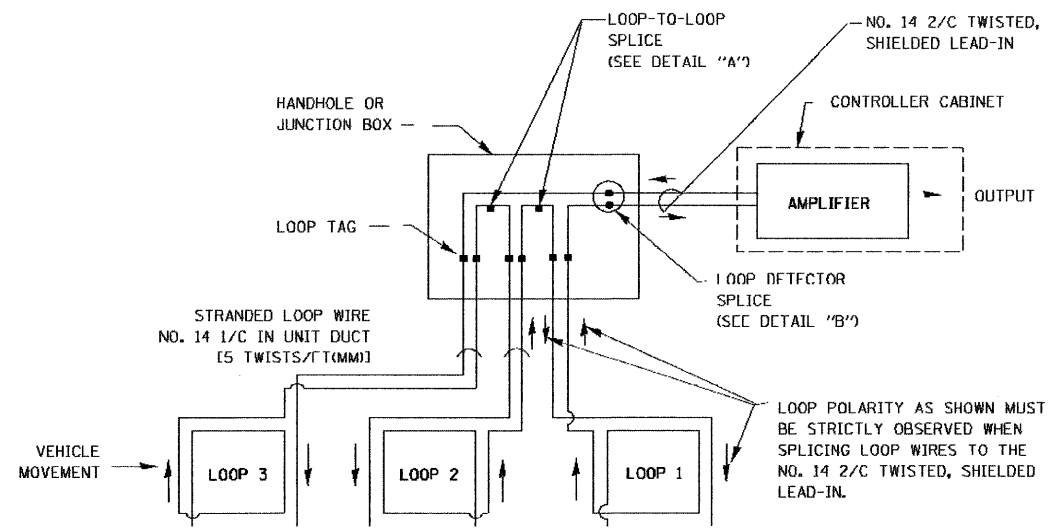 LOOP-TO-LOOP
SPLICE
(SEE DETAIL "A")
NO. 14 2/C TWISTED,
SHIELDED LEAD-IN
HANDHOLE OR
JUNCTION BOX
CONTROLLER CABINET
AMPLIFIER
OUTPUT
LOOP TAG
LOOP DETECTOR
SPLICE
(SEE DETAIL "B")
STRANDED LOOP WIRE
NO. 14 1/C IN UNIT DUCT
[5 TWISTS/FT(MM)]
LOOP POLARITY AS SHOWN MUST
BE STRICTLY OBSERVED WHEN
SPLICING LOOP WIRES TO THE
NO. 14 2/C TWISTED, SHIELDED
LEAD-IN.
VEHICLE
MOVEMENT
LOOP 3
LOOP 2
LOOP 1